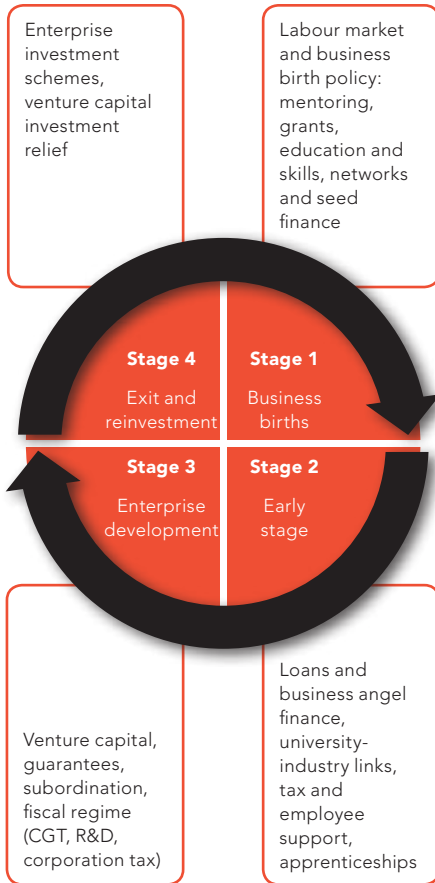 Enterprise
investment
schemes,
venture capital
investment
relief
Labour market
and business
birth policy:
mentoring,
grants,
education and
skills, networks
and seed
finance
Stage 4
Exit and
reinvestment
Stage 1
Business
births
Stage 3
Enterprise
development
Stage 2
Early
stage
Venture capital,
guarantees,
subordination,
fiscal regime
(CGT, R&D,
corporation tax)
Loans and
business angel
finance,
university-
industry links,
tax and
employee
support,
apprenticeships